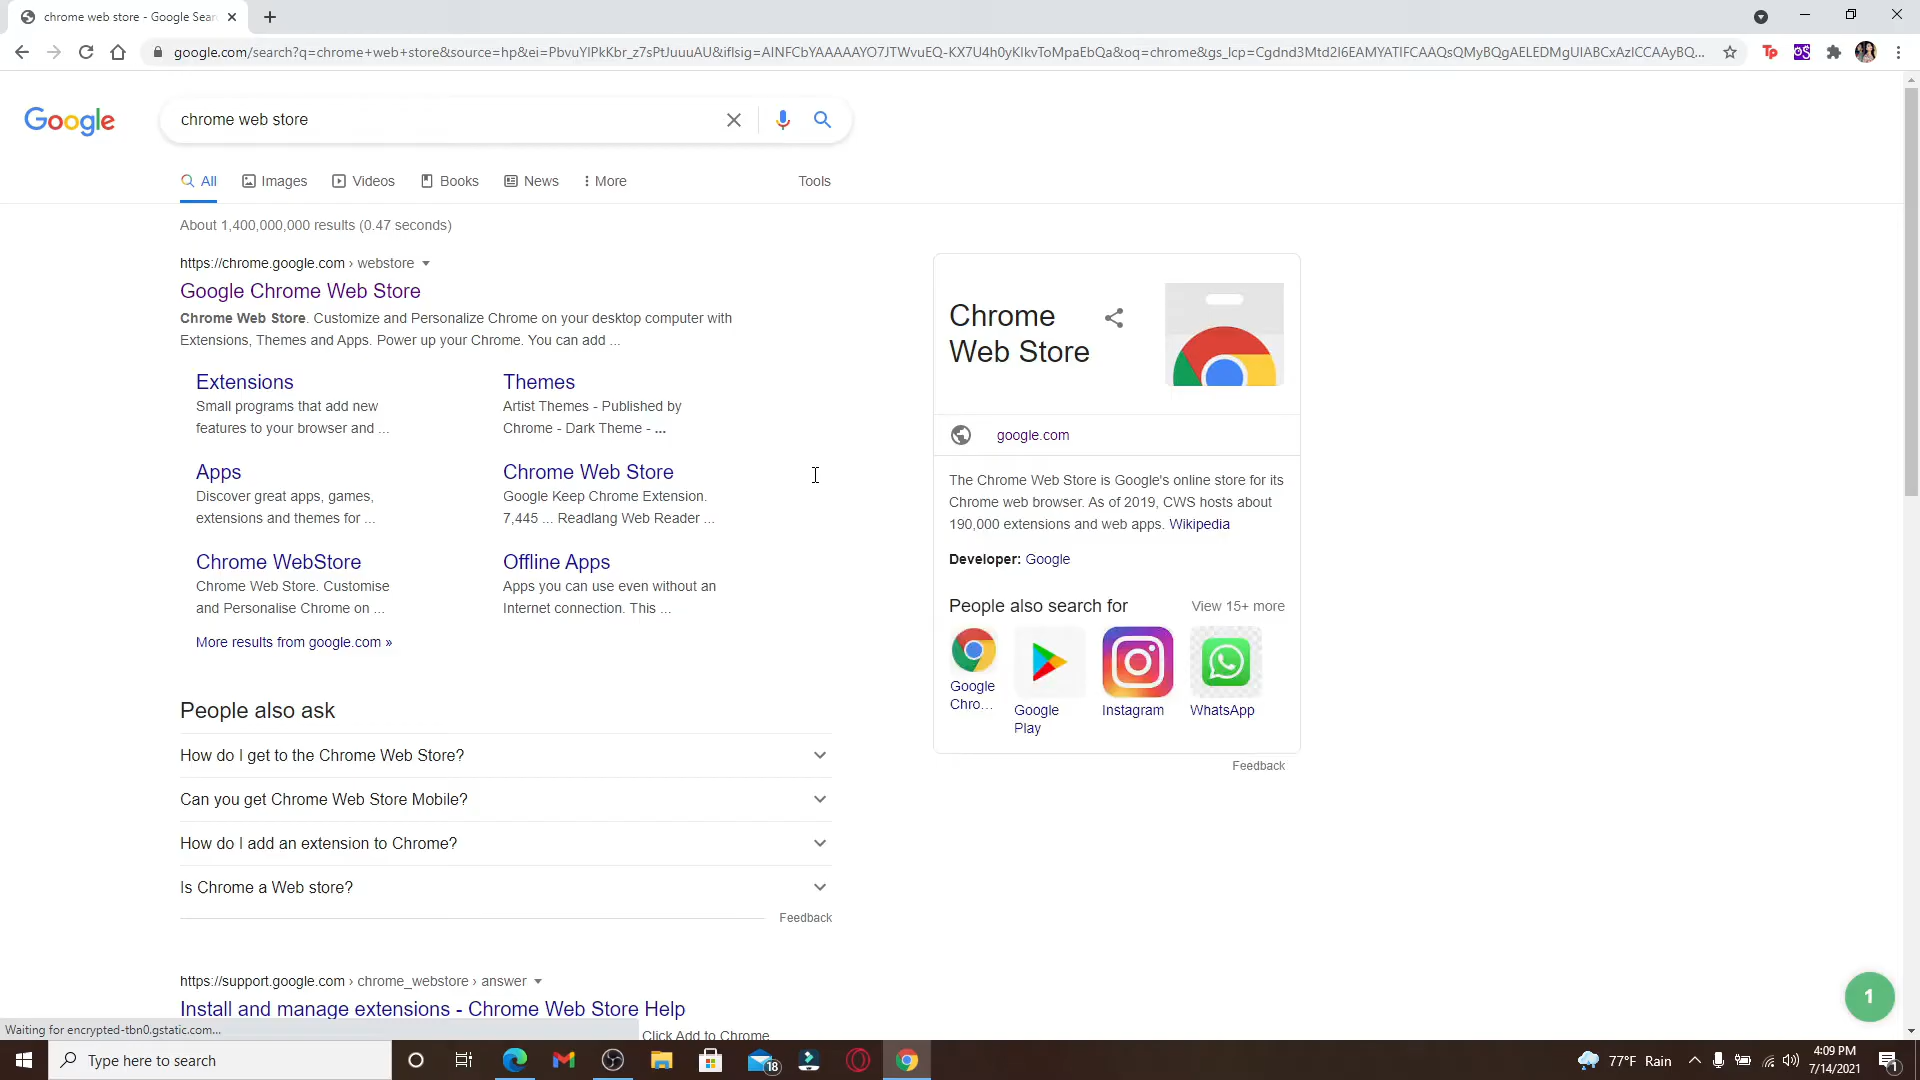 chrome web store - Google Sear
google.com/search?q=chrome+web+store&source=hp&ei=PbvuYIPkKbr_z7sPtJuuuAU&iflsig=AINFCbYAAAAAYO7JTWvuEQ-KX7U4h0yKIkvToMpaEbQa&oq=chrome&gs_lcp=Cgdnd3Mtd2l6EAMYATIFCAAQsQMyBQgAELEDMgUIABCxAzICCAAyBQ...
Tp
Google
chrome web store
All
Images
Videos
Books
News
More
Tools
About 1,400,000,000 results (0.47 seconds)
https://chrome.google.com › webstore
Google Chrome Web Store
Chrome Web Store. Customize and Personalize Chrome on your desktop computer with
Extensions, Themes and Apps. Power up your Chrome. You can add ...
Extensions
Small programs that add new
features to your browser and ...
Themes
Artist Themes - Published by
Chrome - Dark Theme - ...
Apps
Discover great apps, games,
extensions and themes for ...
Chrome Web Store
Google Keep Chrome Extension.
7,445 ... Readlang Web Reader ...
Chrome WebStore
Chrome Web Store. Customise
and Personalise Chrome on ...
Offline Apps
Apps you can use even without an
Internet connection. This ...
More results from google.com »
People also ask
How do I get to the Chrome Web Store?
Can you get Chrome Web Store Mobile?
How do I add an extension to Chrome?
Is Chrome a Web store?
Feedback
https://support.google.com › chrome_webstore › answer
Install and manage extensions - Chrome Web Store Help
Click Add to Chrome
Chrome
Web Store
google.com
The Chrome Web Store is Google's online store for its
Chrome web browser. As of 2019, CWS hosts about
190,000 extensions and web apps. Wikipedia
Developer: Google
People also search for
View 15+ more
Google
Chro...
Google
Play
Instagram
WhatsApp
Feedback
1
Waiting for encrypted-tbn0.gstatic.com...
Type here to search
18
77°F Rain
4:09 PM
7/14/2021
1